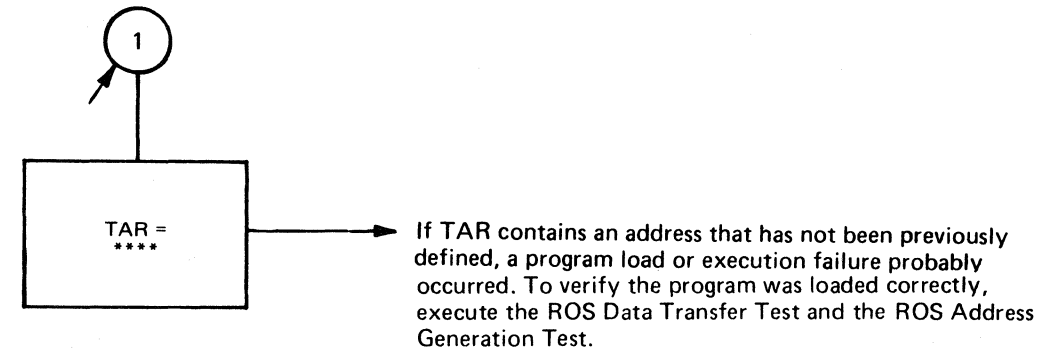 1
TAR =
****
If TAR contains an address that has not been previously
defined, a program load or execution failure probably
occurred. To verify the program was loaded correctly,
execute the ROS Data Transfer Test and the ROS Address
Generation Test.